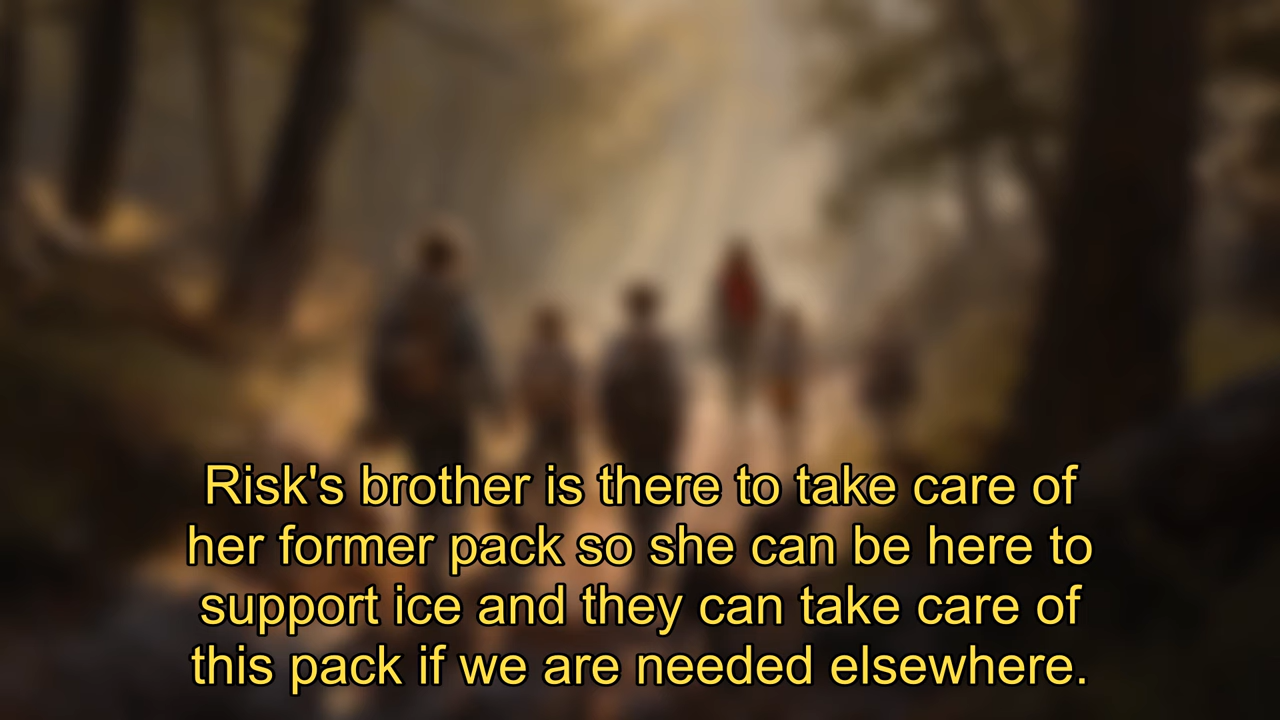 Risk's brother is there to take care of
her former pack so she can be here to
support ice and they can take care of
this pack if we are needed elsewhere.